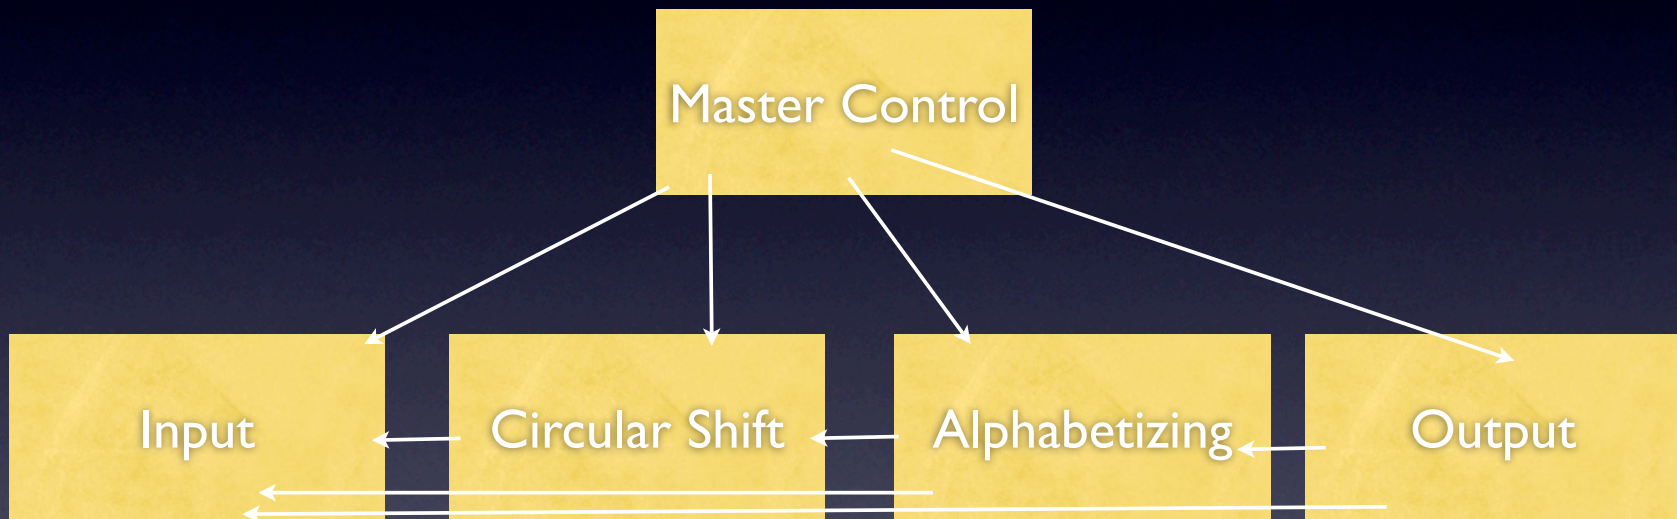 Master Control
Input
Circular Shift
Alphabetizing
Output